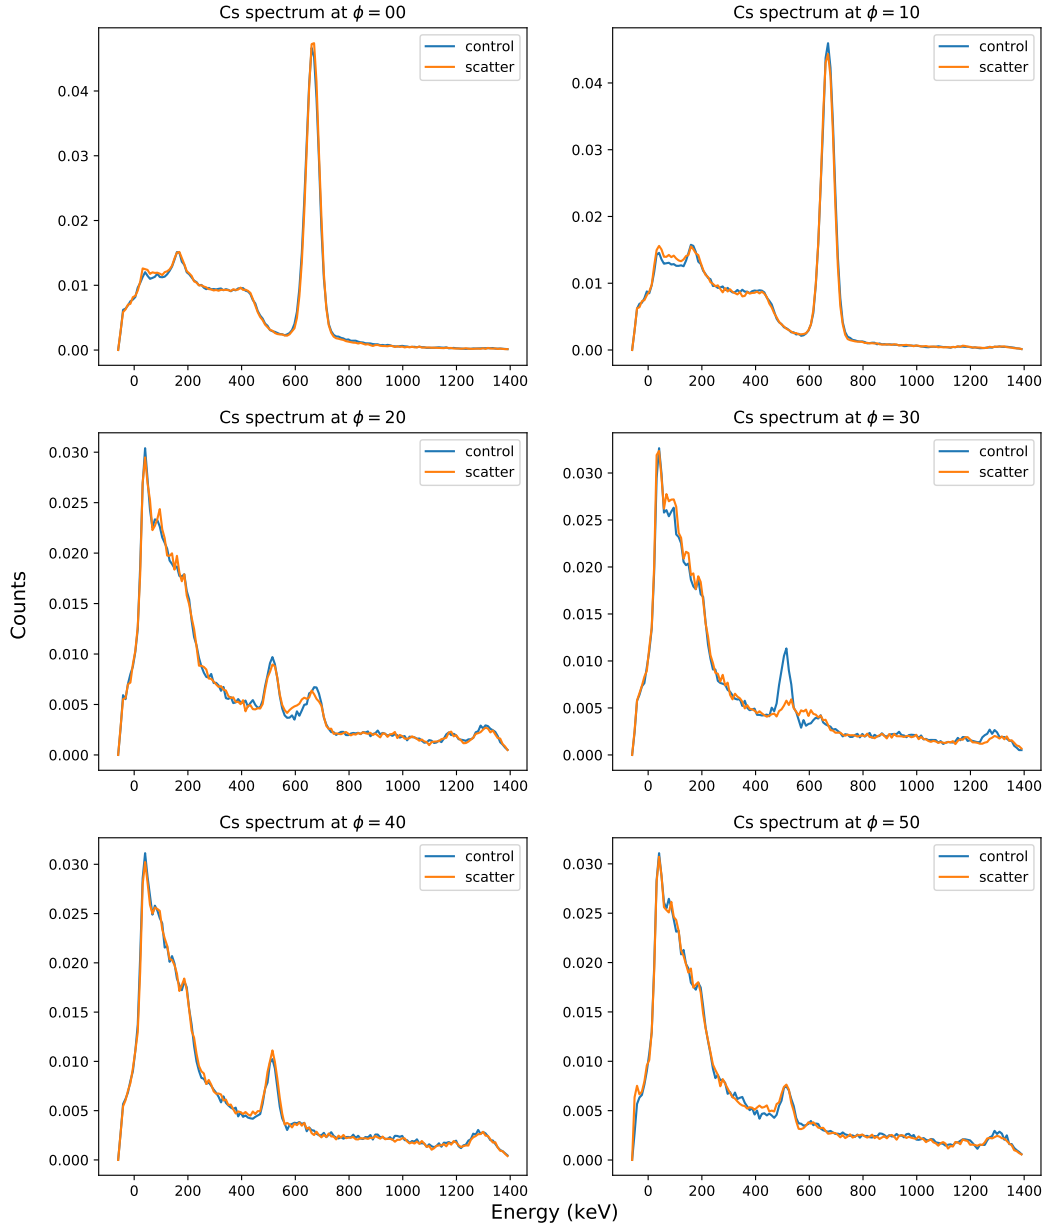 Cs spectrum at ϕ = 00
control
scatter
0.04
0.03
0.02
0.01
0.00
0 200 400 600 800 1000 1200 1400
Cs spectrum at ϕ = 10
control
scatter
0.04
0.03
0.02
0.01
0.00
0 200 400 600 800 1000 1200 1400
Cs spectrum at ϕ = 20
control
scatter
0.030
0.025
0.020
0.015
0.010
0.005
0.000
0 200 400 600 800 1000 1200 1400
Cs spectrum at ϕ = 30
control
scatter
0.030
0.025
0.020
0.015
0.010
0.005
0.000
0 200 400 600 800 1000 1200 1400
Counts
Cs spectrum at ϕ = 40
control
scatter
0.030
0.025
0.020
0.015
0.010
0.005
0.000
0 200 400 600 800 1000 1200 1400
Cs spectrum at ϕ = 50
control
scatter
0.030
0.025
0.020
0.015
0.010
0.005
0.000
0 200 400 600 800 1000 1200 1400
Energy (keV)